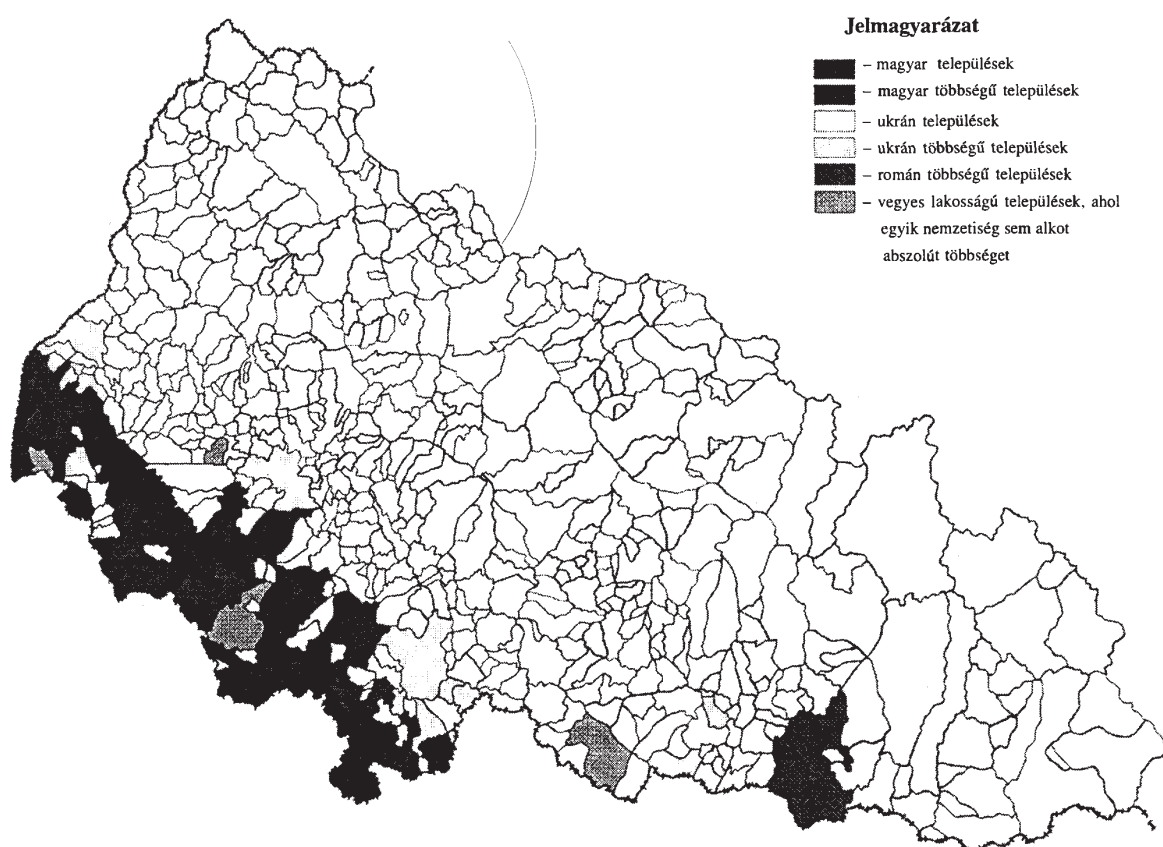 Jelmagyarázat
– magyar települések
– magyar többségű települések
– ukrán települések
– ukrán többségű települések
– román többségű települések
– vegyes lakosságú települések, ahol
egyik nemzetiség sem alkot
abszolút többséget